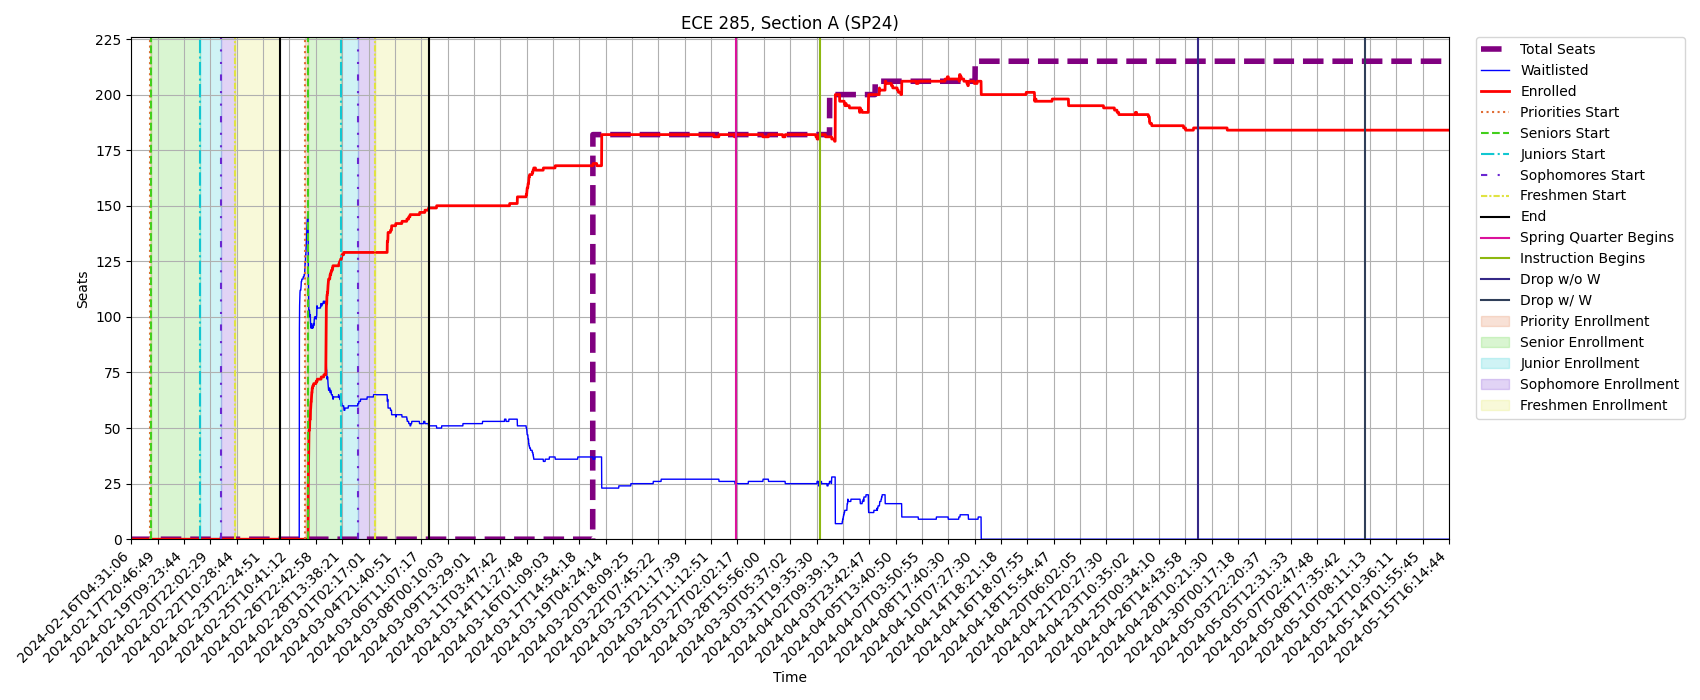 ECE 285, Section A (SP24)
225
200
175
150
125
100
75
50
25
0
Seats
2024-02-16T04:31:06
2024-02-17T20:46:49
2024-02-19T09:23:44
2024-02-20T22:02:29
2024-02-22T10:28:44
2024-02-23T22:24:51
2024-02-25T10:41:12
2024-02-26T22:42:58
2024-02-28T13:38:21
2024-03-01T02:17:01
2024-03-04T21:40:51
2024-03-06T11:07:17
2024-03-08T00:10:03
2024-03-09T13:29:01
2024-03-11T03:47:42
2024-03-14T11:27:48
2024-03-16T01:09:03
2024-03-17T14:54:18
2024-03-19T04:24:14
2024-03-20T18:09:25
2024-03-22T07:45:22
2024-03-23T21:17:39
2024-03-25T11:12:51
2024-03-27T02:02:17
2024-03-28T15:56:00
2024-03-30T05:37:02
2024-03-31T19:35:30
2024-04-02T09:39:13
2024-04-03T23:42:47
2024-04-05T13:40:50
2024-04-07T03:50:55
2024-04-08T17:40:30
2024-04-10T07:27:30
2024-04-14T18:21:18
2024-04-16T18:07:55
2024-04-18T15:54:47
2024-04-20T06:02:05
2024-04-21T20:27:30
2024-04-23T10:35:02
2024-04-25T00:34:10
2024-04-26T14:43:58
2024-04-28T10:21:30
2024-04-30T00:17:18
2024-05-03T22:20:37
2024-05-05T12:31:33
2024-05-07T02:47:48
2024-05-08T17:35:42
2024-05-10T08:11:13
2024-05-12T10:36:11
2024-05-14T01:55:45
2024-05-15T16:14:44
Time
Total Seats
Waitlisted
Enrolled
Priorities Start
Seniors Start
Juniors Start
Sophomores Start
Freshmen Start
End
Spring Quarter Begins
Instruction Begins
Drop w/o W
Drop w/ W
Priority Enrollment
Senior Enrollment
Junior Enrollment
Sophomore Enrollment
Freshmen Enrollment